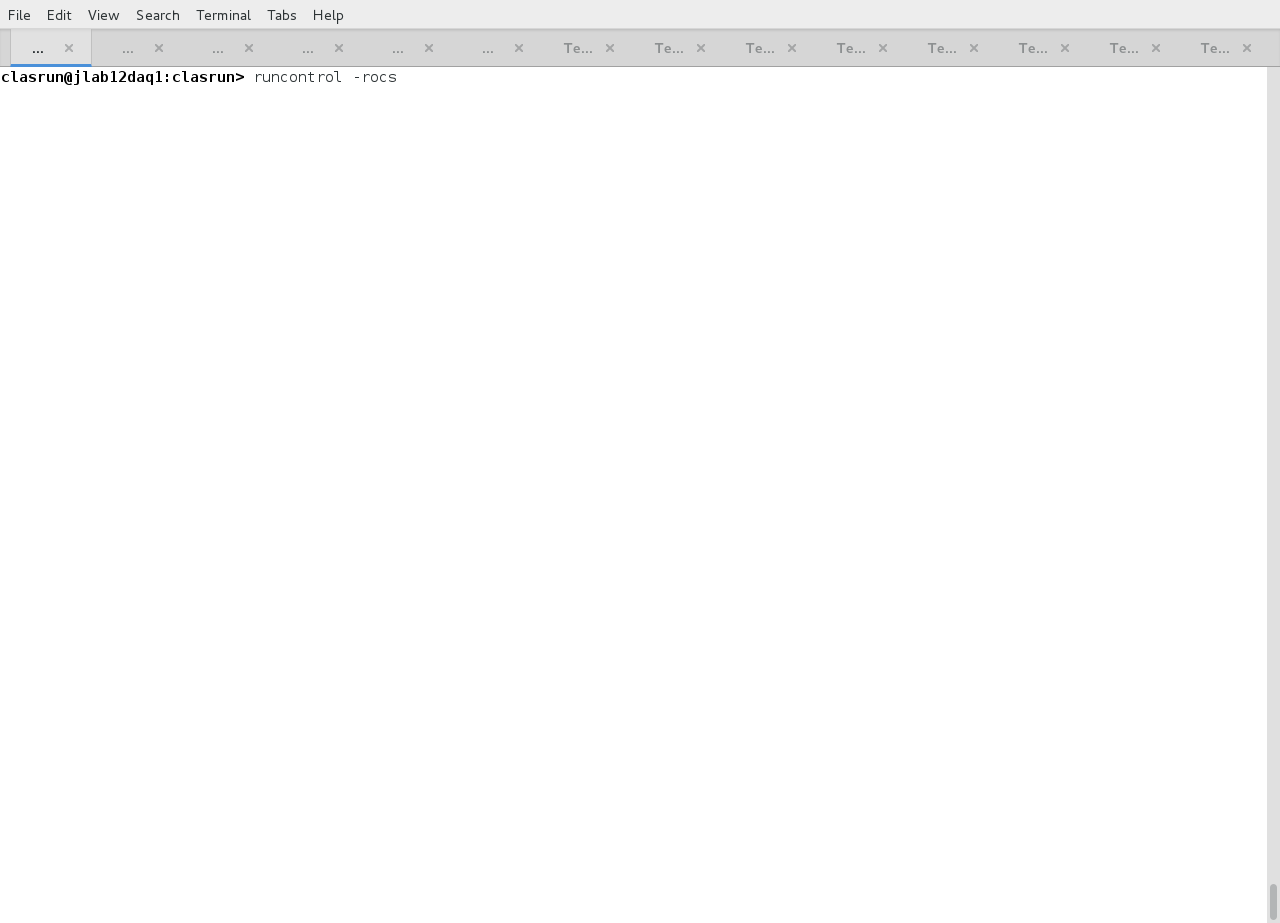 File Edit View Search Terminal Tabs Help
... × ... × ... × ... × ... × ... × Te... × Te... × Te... × Te... × Te... × Te... × Te... × Te... ×
clasrun@jlab12daq1:clasrun> runcontrol -rocs